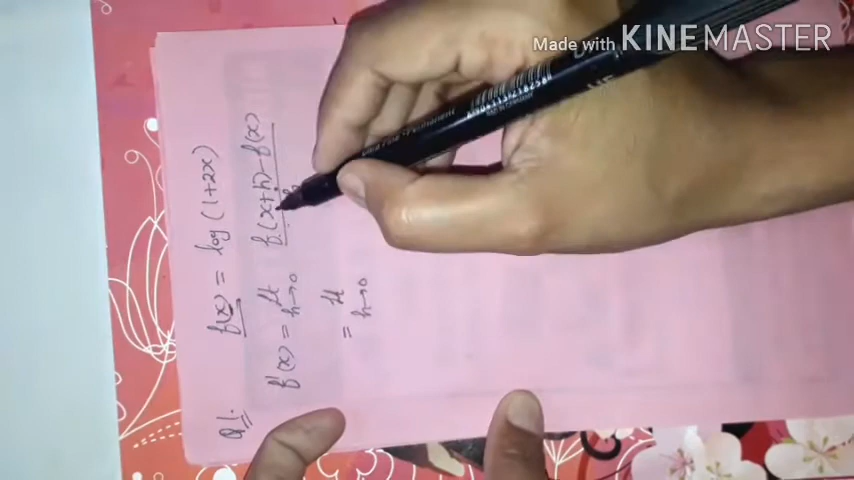 Made with KINEMASTER
Q1. f(x) = log (1+2x)
f'(x) = lt h→0 f(x+h) - f(x)
= lt h→0